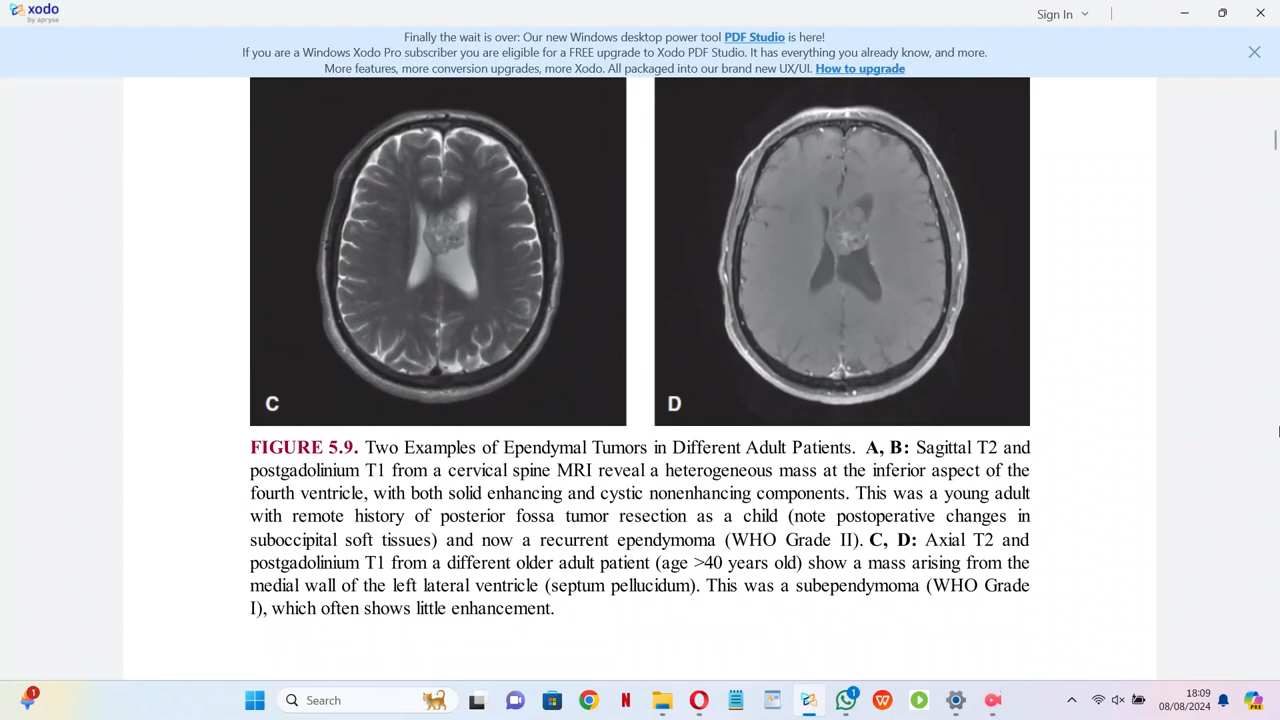 xodo
by apryse
Sign In
Finally the wait is over: Our new Windows desktop power tool PDF Studio is here!
If you are a Windows Xodo Pro subscriber you are eligible for a FREE upgrade to Xodo PDF Studio. It has everything you already know, and more.
More features, more conversion upgrades, more Xodo. All packaged into our brand new UX/UI. How to upgrade
C
D
FIGURE 5.9. Two Examples of Ependymal Tumors in Different Adult Patients. A, B: Sagittal T2 and
postgadolinium T1 from a cervical spine MRI reveal a heterogeneous mass at the inferior aspect of the
fourth ventricle, with both solid enhancing and cystic nonenhancing components. This was a young adult
with remote history of posterior fossa tumor resection as a child (note postoperative changes in
suboccipital soft tissues) and now a recurrent ependymoma (WHO Grade II). C, D: Axial T2 and
postgadolinium T1 from a different older adult patient (age >40 years old) show a mass arising from the
medial wall of the left lateral ventricle (septum pellucidum). This was a subependymoma (WHO Grade
I), which often shows little enhancement.
1
Search
N
1
W
18:09
08/08/2024